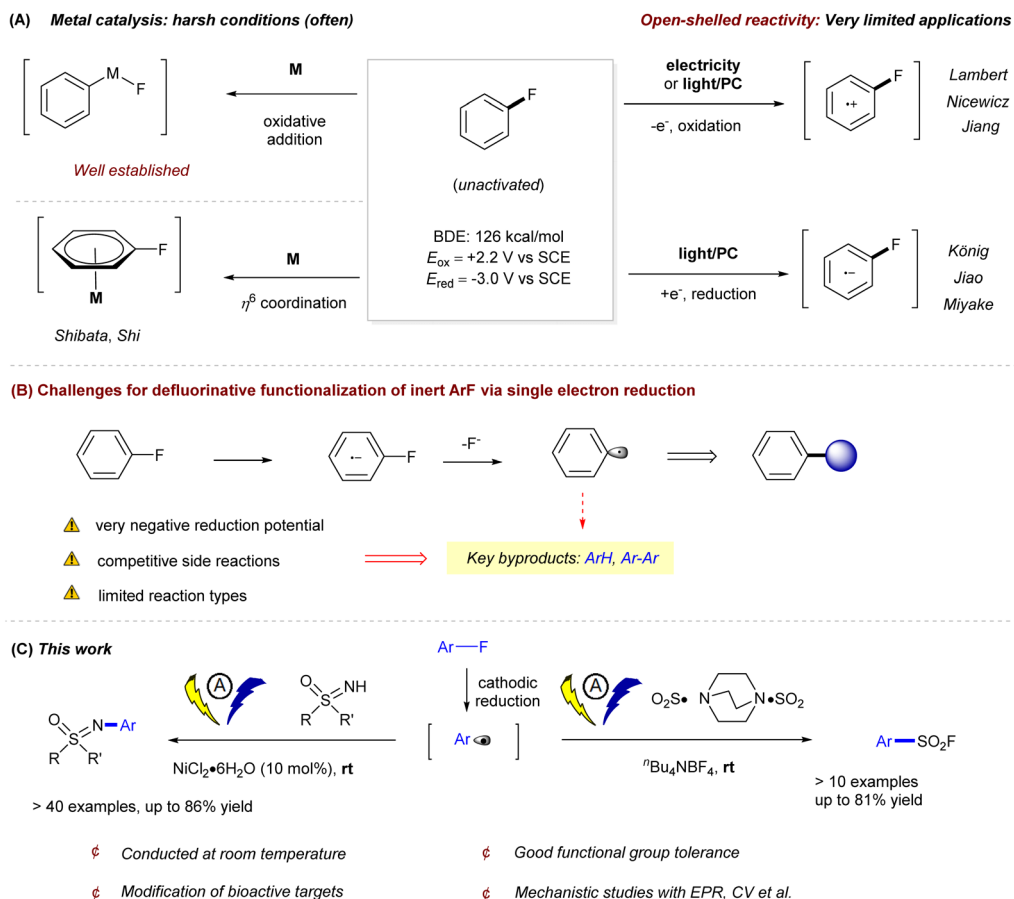 (A) Metal catalysis: harsh conditions (often)
Open-shelled reactivity: Very limited applications
M
F
M
oxidative
addition
Well established
F
(unactivated)
BDE: 126 kcal/mol
Eox = +2.2 V vs SCE
Ered = -3.0 V vs SCE
electricity
or light/PC
-e-, oxidation
F
•+
Lambert
Nicewicz
Jiang
F
M
Shibata, Shi
M
η6 coordination
light/PC
+e-, reduction
F
•−
König
Jiao
Miyake
(B) Challenges for defluorinative functionalization of inert ArF via single electron reduction
F
•−
F
-F-
very negative reduction potential
competitive side reactions
limited reaction types
Key byproducts: ArH, Ar-Ar
(C) This work
Ar—F
cathodic
reduction
Ar
O
S
N
Ar
R
R'
A
O
S
NH
R
R'
NiCl2•6H2O (10 mol%), rt
> 40 examples, up to 86% yield
A
O2S•
N
N•SO2
nBu4NBF4, rt
Ar—SO2F
> 10 examples
up to 81% yield
¢ Conducted at room temperature
¢ Good functional group tolerance
¢ Modification of bioactive targets
¢ Mechanistic studies with EPR, CV et al.